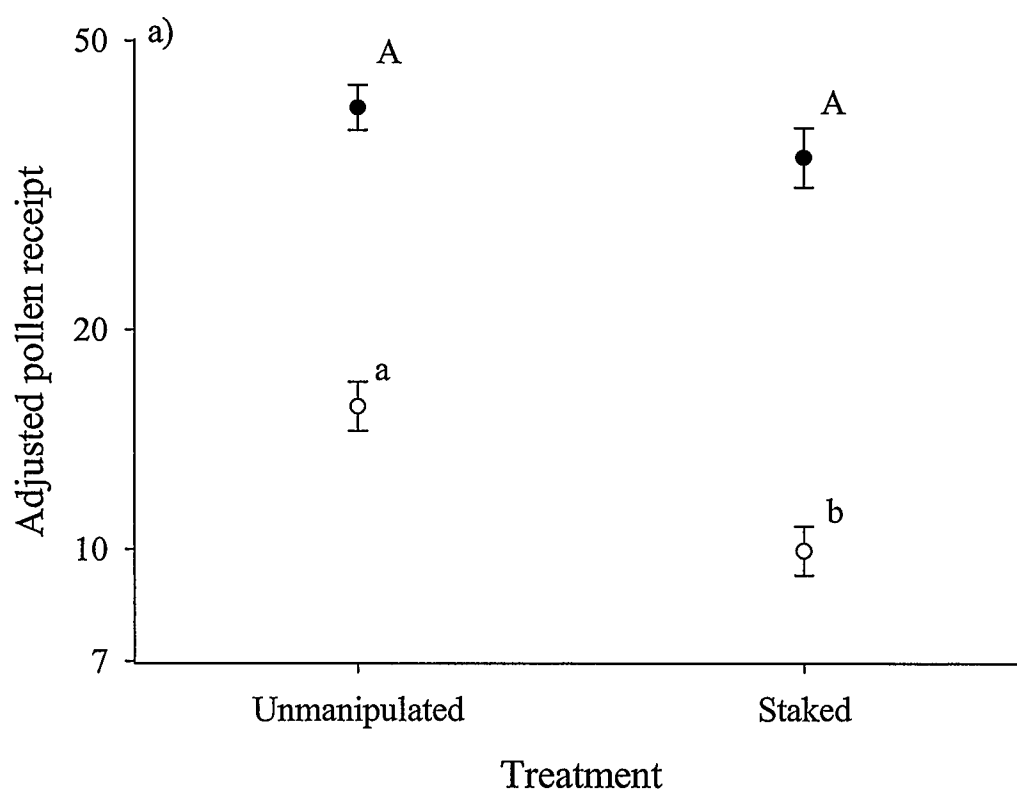 a)
50
20
10
7
Adjusted pollen receipt
A
A
a
b
Unmanipulated Staked
Treatment